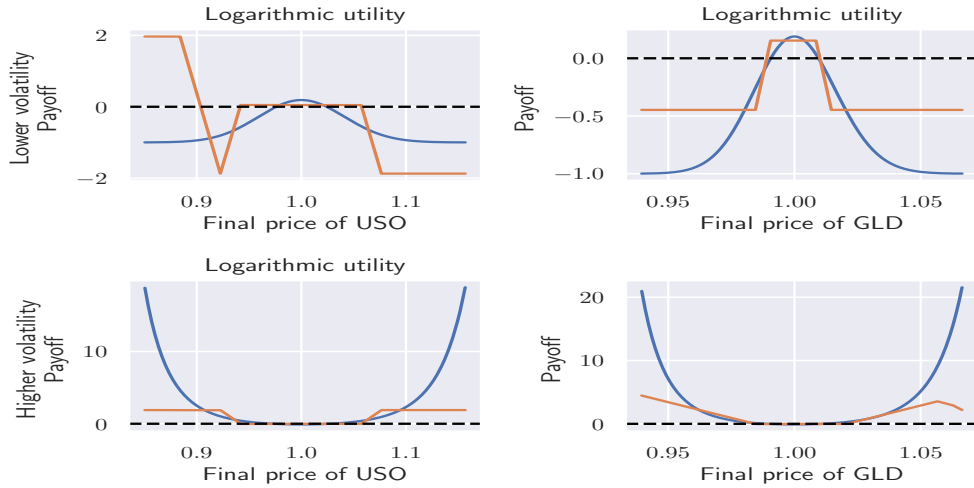 Logarithmic utility
Lower volatility
Payoff
2
0
−2
0.9
1.0
1.1
Final price of USO
Logarithmic utility
Payoff
0.0
−0.5
−1.0
0.95
1.00
1.05
Final price of GLD
Logarithmic utility
Higher volatility
Payoff
10
0
0.9
1.0
1.1
Final price of USO
Payoff
20
10
0
0.95
1.00
1.05
Final price of GLD